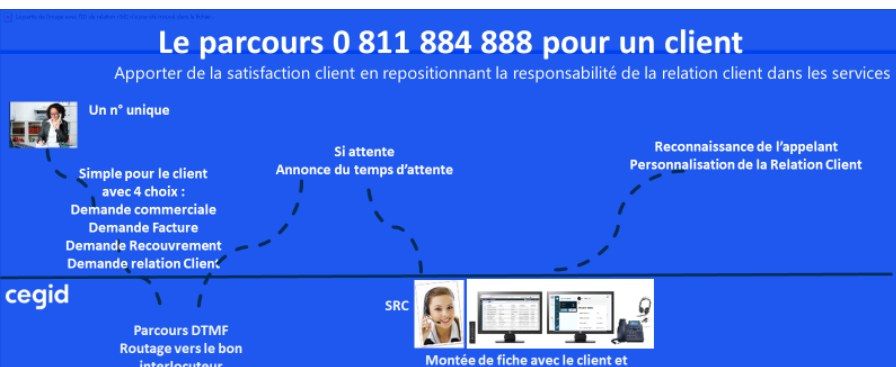 Le parcours 0 811 884 888 pour un client
Apporter de la satisfaction client en repositionnant la responsabilité de la relation client dans les services
Un n° unique
Simple pour le client
avec 4 choix :
Demande commerciale
Demande Facture
Demande Recouvrement
Demande relation Client
Si attente
Annonce du temps d'attente
Reconnaissance de l'appelant
Personnalisation de la Relation Client
cegid
Parcours DTMF
Routage vers le bon
interlocuteur
SRC
Montée de fiche avec le client et